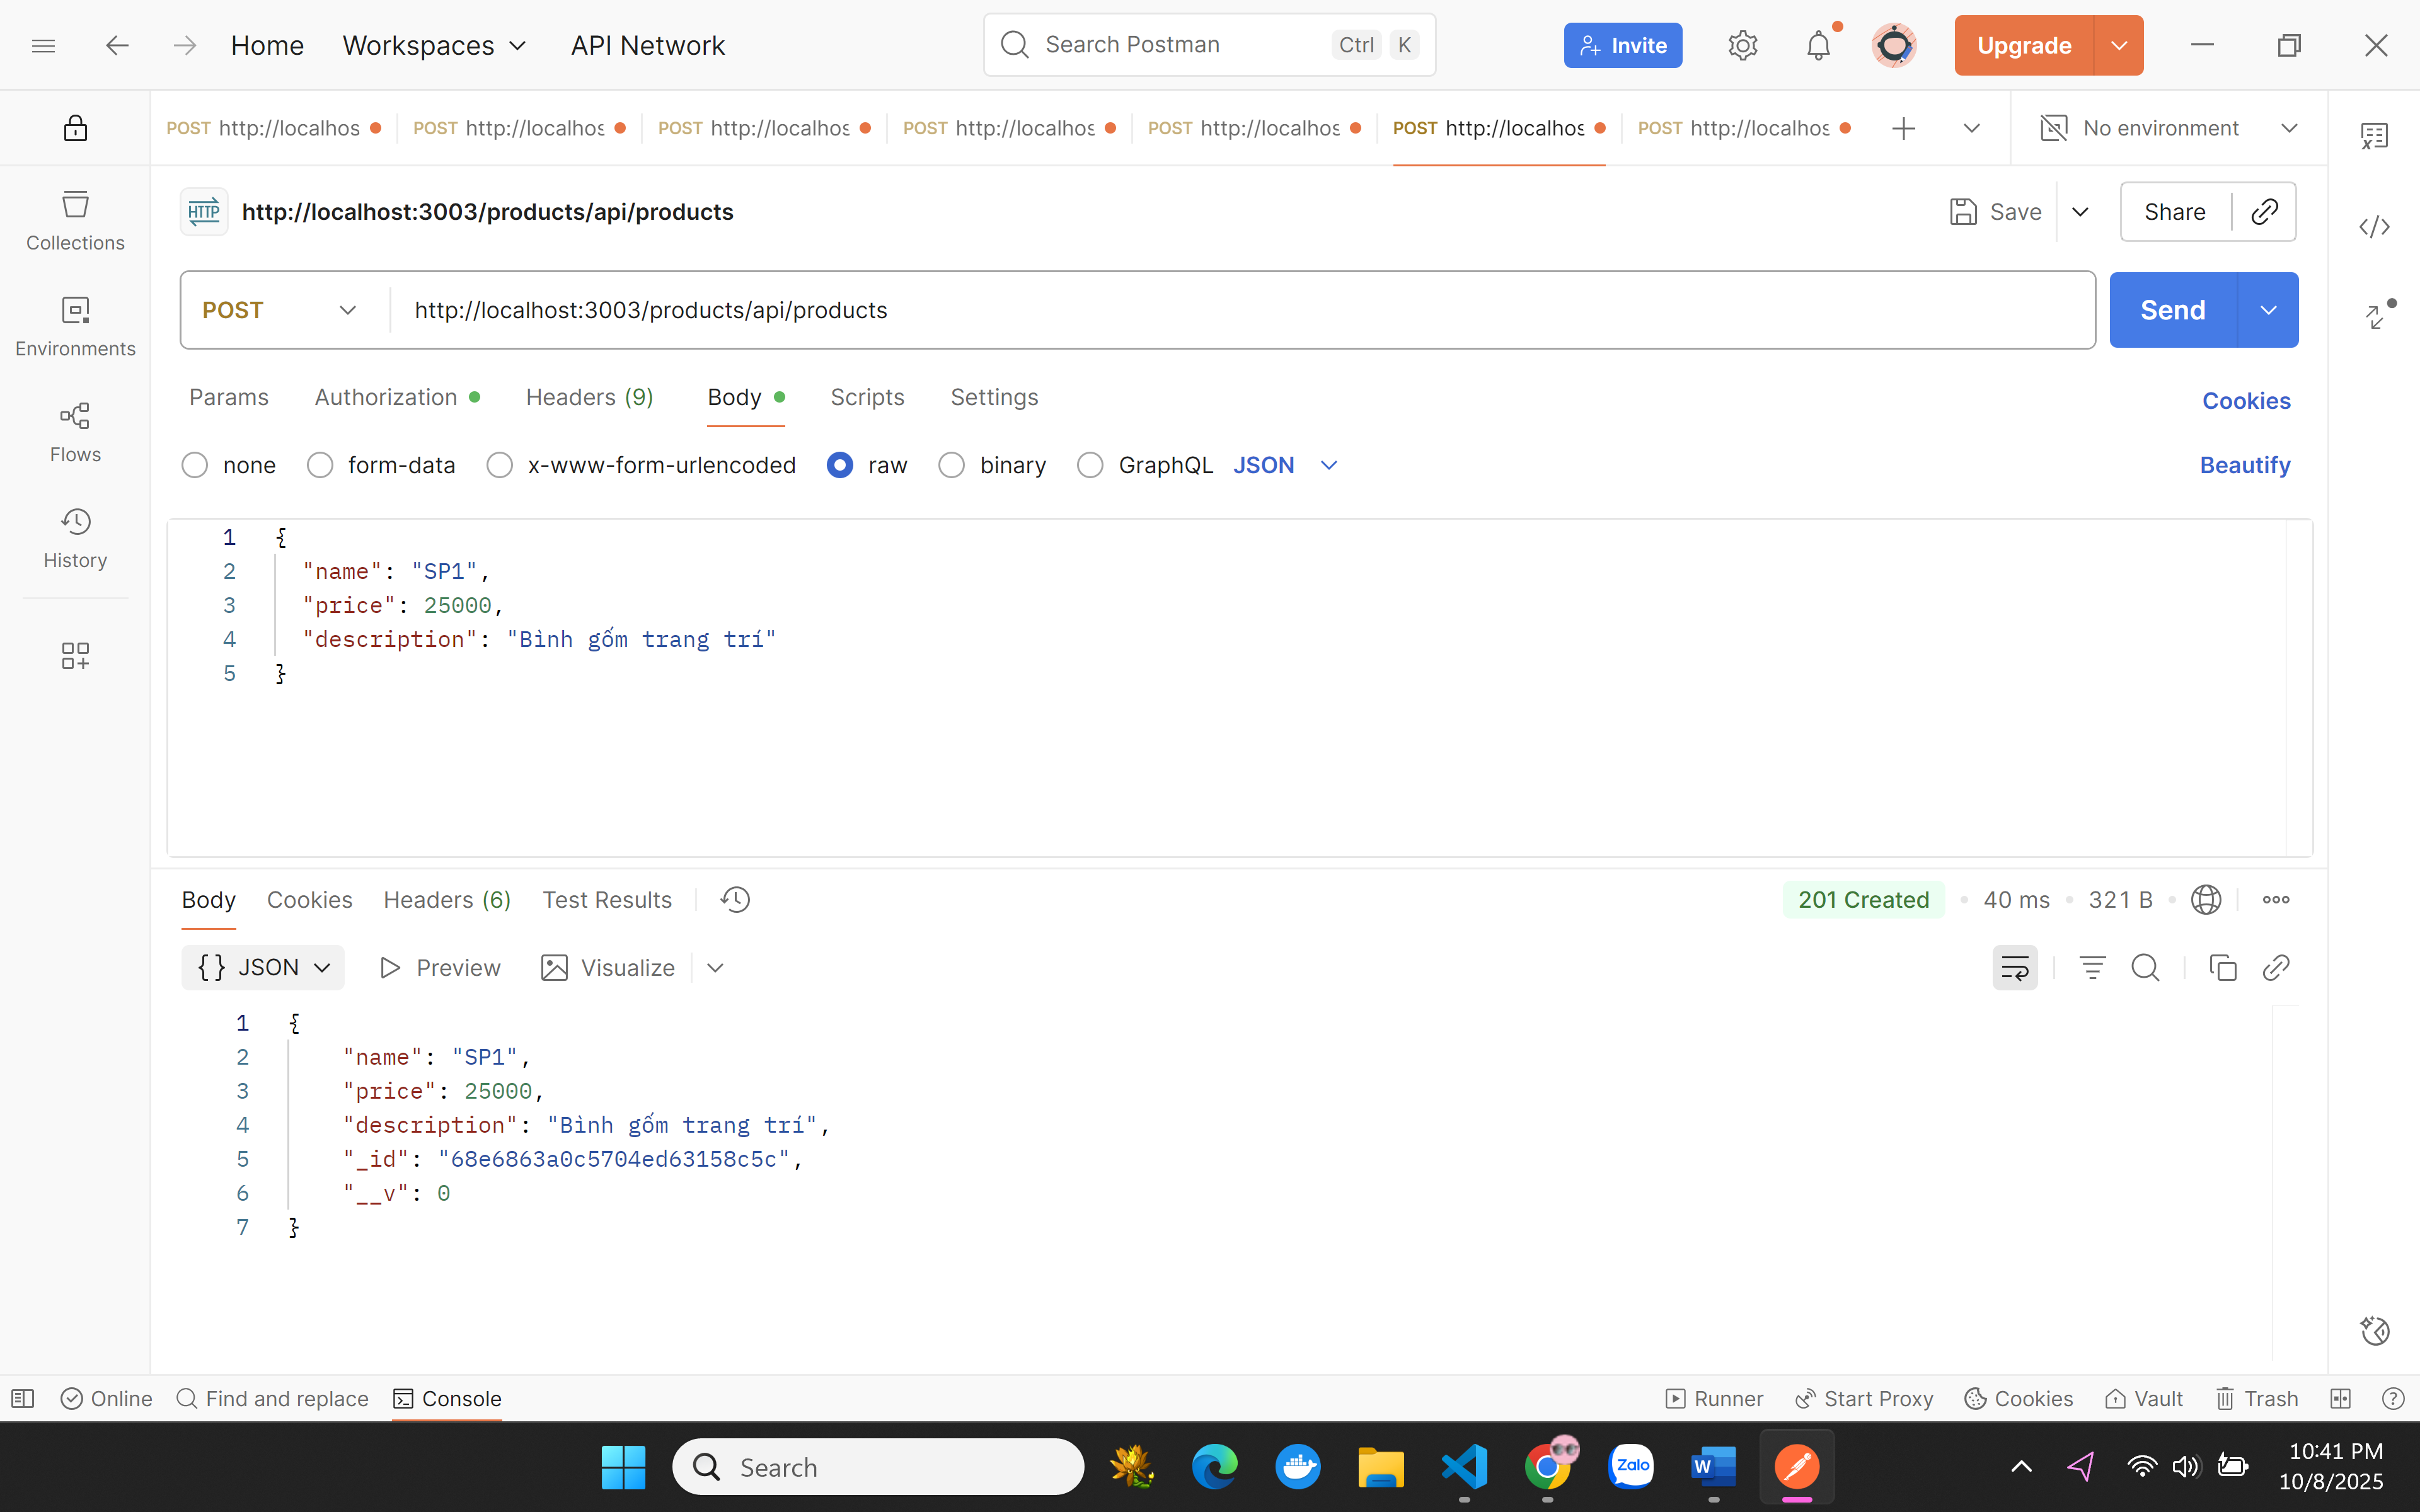 Home Workspaces API Network Search Postman Ctrl K Invite Upgrade
POST http://localhos POST http://localhos POST http://localhos POST http://localhos POST http://localhos POST http://localhos POST http://localhos No environment
HTTP http://localhost:3003/products/api/products Save Share
POST http://localhost:3003/products/api/products Send
Params Authorization Headers (9) Body Scripts Settings Cookies
none form-data x-www-form-urlencoded raw binary GraphQL JSON Beautify
Collections
Environments
Flows
History
1 {
2 "name": "SP1",
3 "price": 25000,
4 "description": "Bình gốm trang trí"
5 }
Body Cookies Headers (6) Test Results 201 Created 40 ms 321 B
{} JSON Preview Visualize
1 {
2 "name": "SP1",
3 "price": 25000,
4 "description": "Bình gốm trang trí",
5 "_id": "68e6863a0c5704ed63158c5c",
6 "__v": 0
7 }
Online Find and replace Console Runner Start Proxy Cookies Vault Trash
Search Zalo W 10:41 PM
10/8/2025